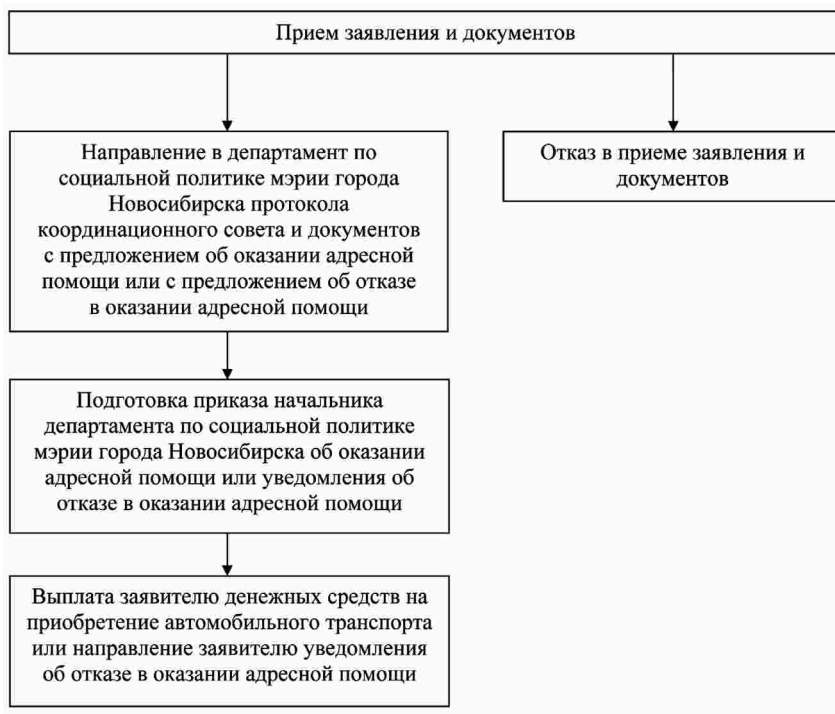 Прием заявления и документов
Направление в департамент по
социальной политике мэрии города
Новосибирска протокола
координационного совета и документов
с предложением об оказании адресной
помощи или с предложением об отказе
в оказании адресной помощи
Отказ в приеме заявления и
документов
Подготовка приказа начальника
департамента по социальной политике
мэрии города Новосибирска об оказании
адресной помощи или уведомления об
отказе в оказании адресной помощи
Выплата заявителю денежных средств на
приобретение автомобильного транспорта
или направление заявителю уведомления
об отказе в оказании адресной помощи